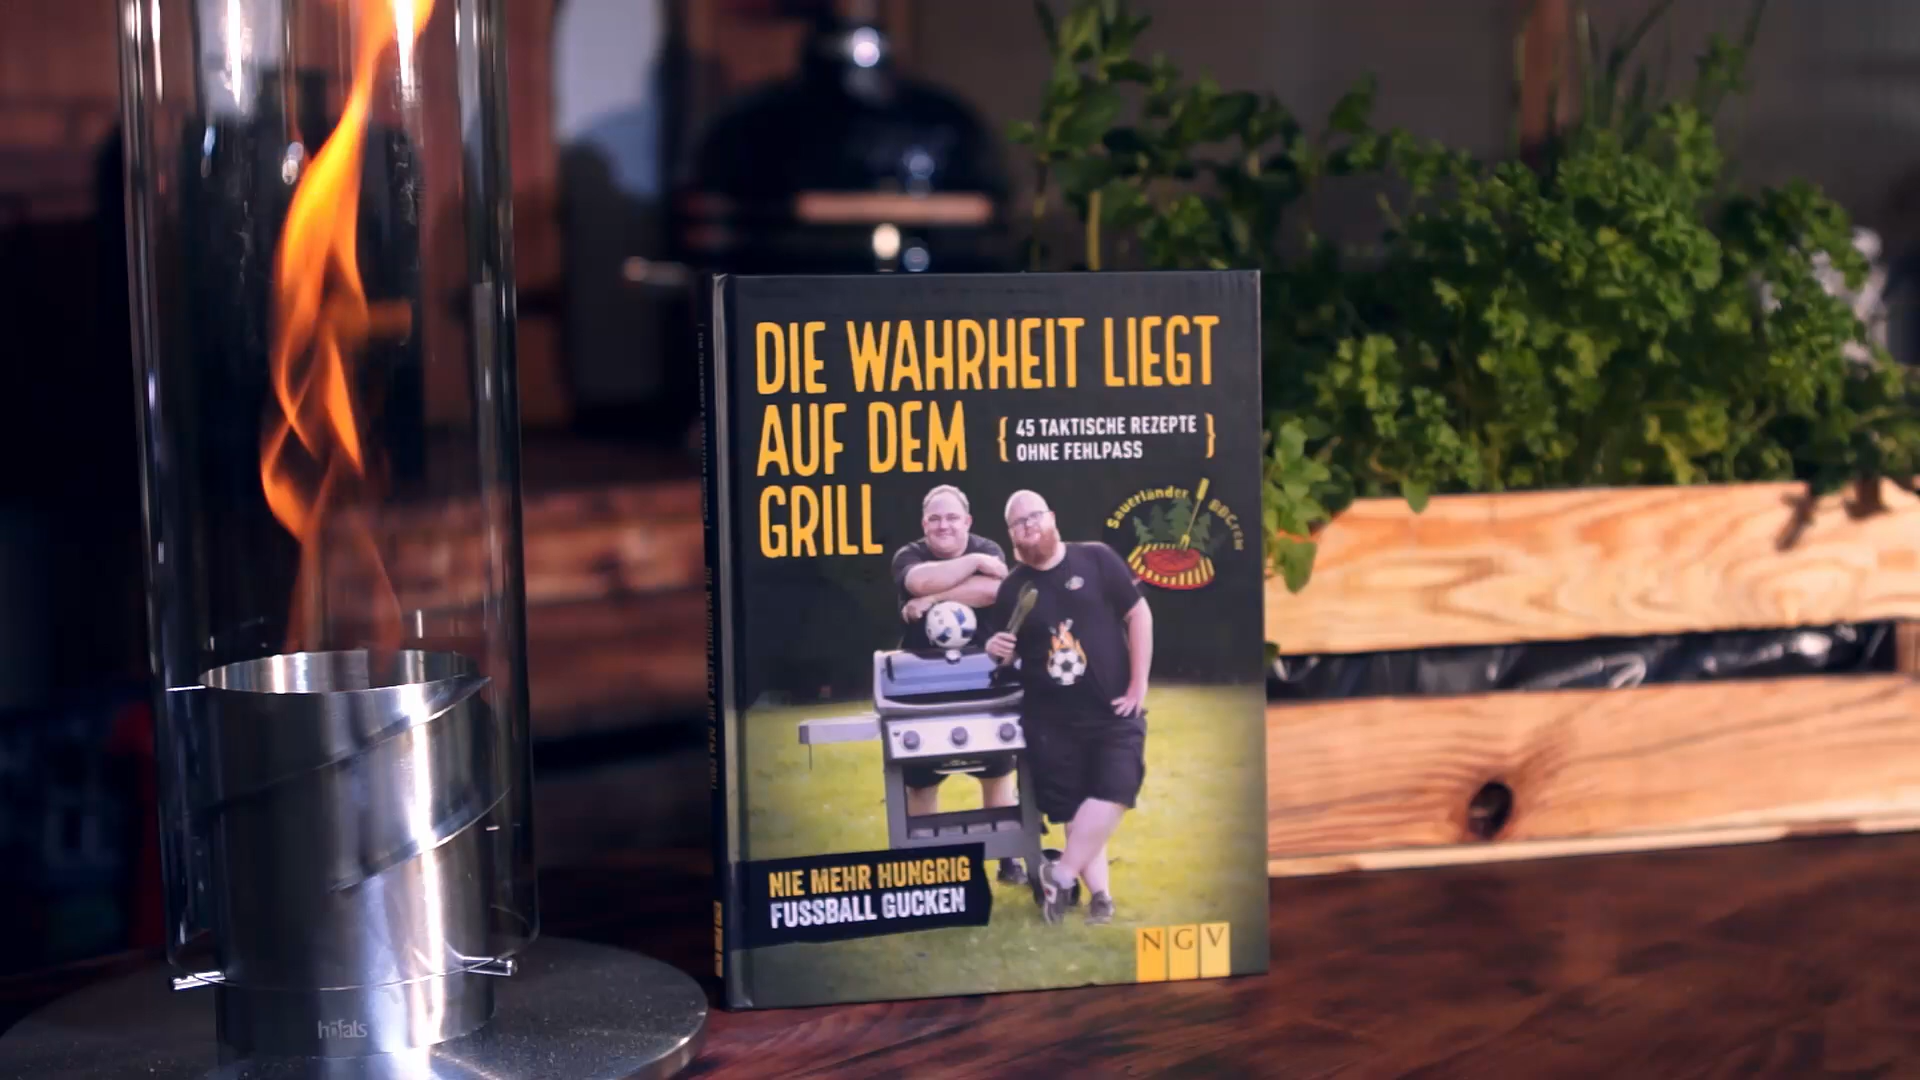 DIE WAHRHEIT LIEGT
AUF DEM
GRILL
45 TAKTISCHE REZEPTE
OHNE FEHLPASS
Sauerländer BBCrew
NIE MEHR HUNGRIG
FUSSBALL GUCKEN
NGV
höfats